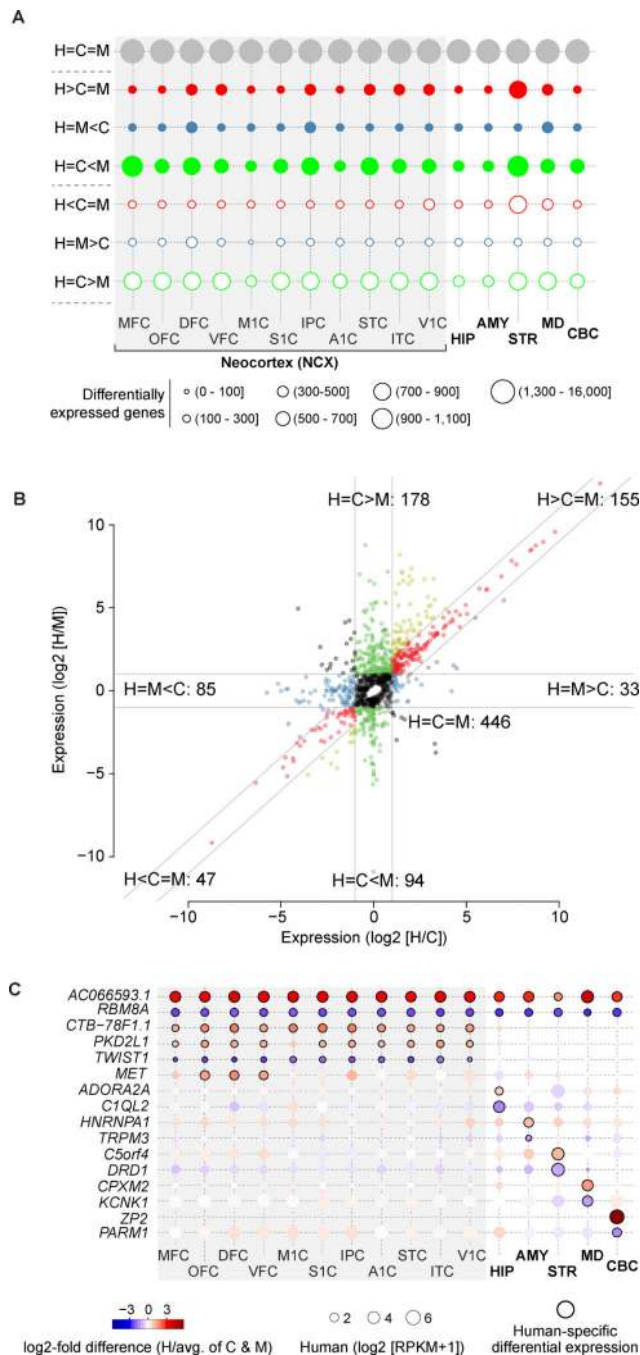 A
H=C=M
H>C=M
H=M<C
H=C<M
H<C=M
H=M>C
H=C>M
MFC DFC M1C IPC STC V1C AMY MD
OFC VFC S1C A1C ITC HIP STR CBC
Neocortex (NCX)
Differentially expressed genes
(0 - 100] (300-500] (700 - 900] (1,300 - 16,000]
(100 - 300] (500 - 700] (900 - 1,100]
B
H=C>M: 178
H>C=M: 155
H=M<C: 85
H=M>C: 33
H=C=M: 446
H<C=M: 47
H=C<M: 94
Expression (log2 [H/M])
10
5
0
−5
−10
−10 −5 0 5 10
Expression (log2 [H/C])
C
AC066593.1
RBM8A
CTB−78F1.1
PKD2L1
TWIST1
MET
ADORA2A
C1QL2
HNRNPA1
TRPM3
C5orf4
DRD1
CPXM2
KCNK1
ZP2
PARM1
MFC DFC M1C IPC STC V1C AMY MD
OFC VFC S1C A1C ITC HIP STR CBC
−3 0 3
log2-fold difference (H/avg. of C & M)
2 4 6
Human (log2 [RPKM+1])
Human-specific
differential expression